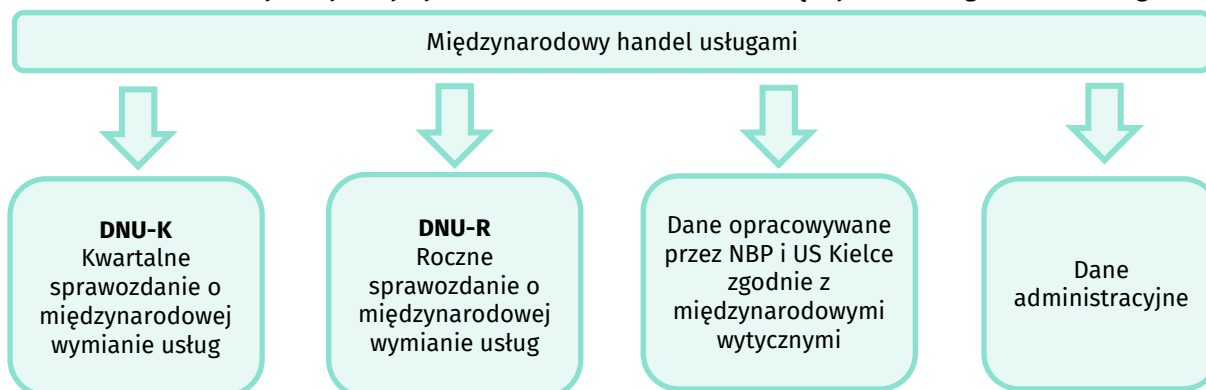 Międzynarodowy handel usługami
DNU-K
Kwartalne
sprawozdanie o
międzynarodowej
wymianie usług
DNU-R
Roczne
sprawozdanie o
międzynarodowej
wymianie usług
Dane opracowywane
przez NBP i US Kielce
zgodnie z
międzynarodowymi
wytycznymi
Dane
administracyjne